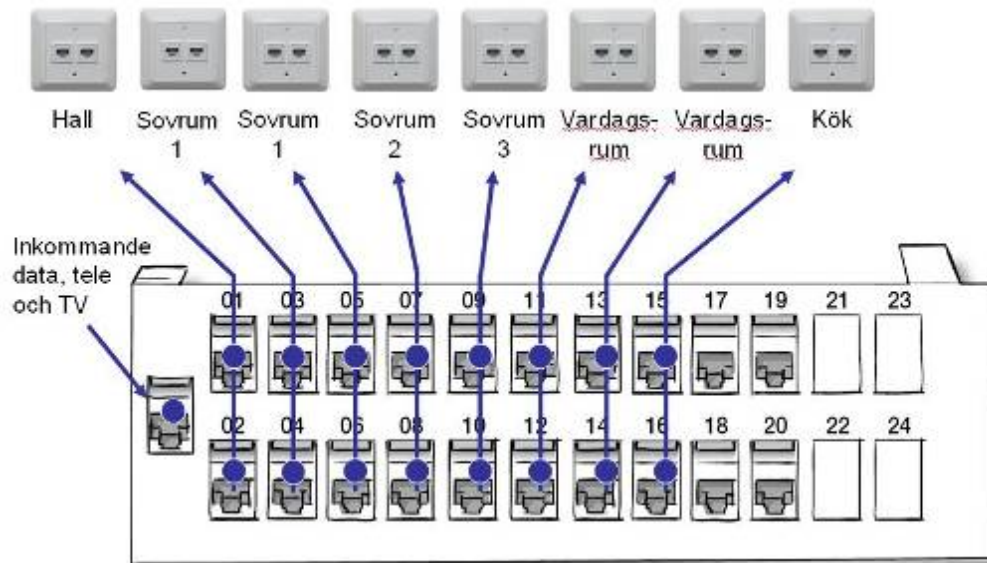 Hall
Sovrum
1
Sovrum
1
Sovrum
2
Sovrum
3
Vardags-
rum
Vardags-
rum
Kök
Inkommande
data, tele
och TV
01 03 05 07 09 11 13 15 17 19 21 23
02 04 06 08 10 12 14 16 18 20 22 24